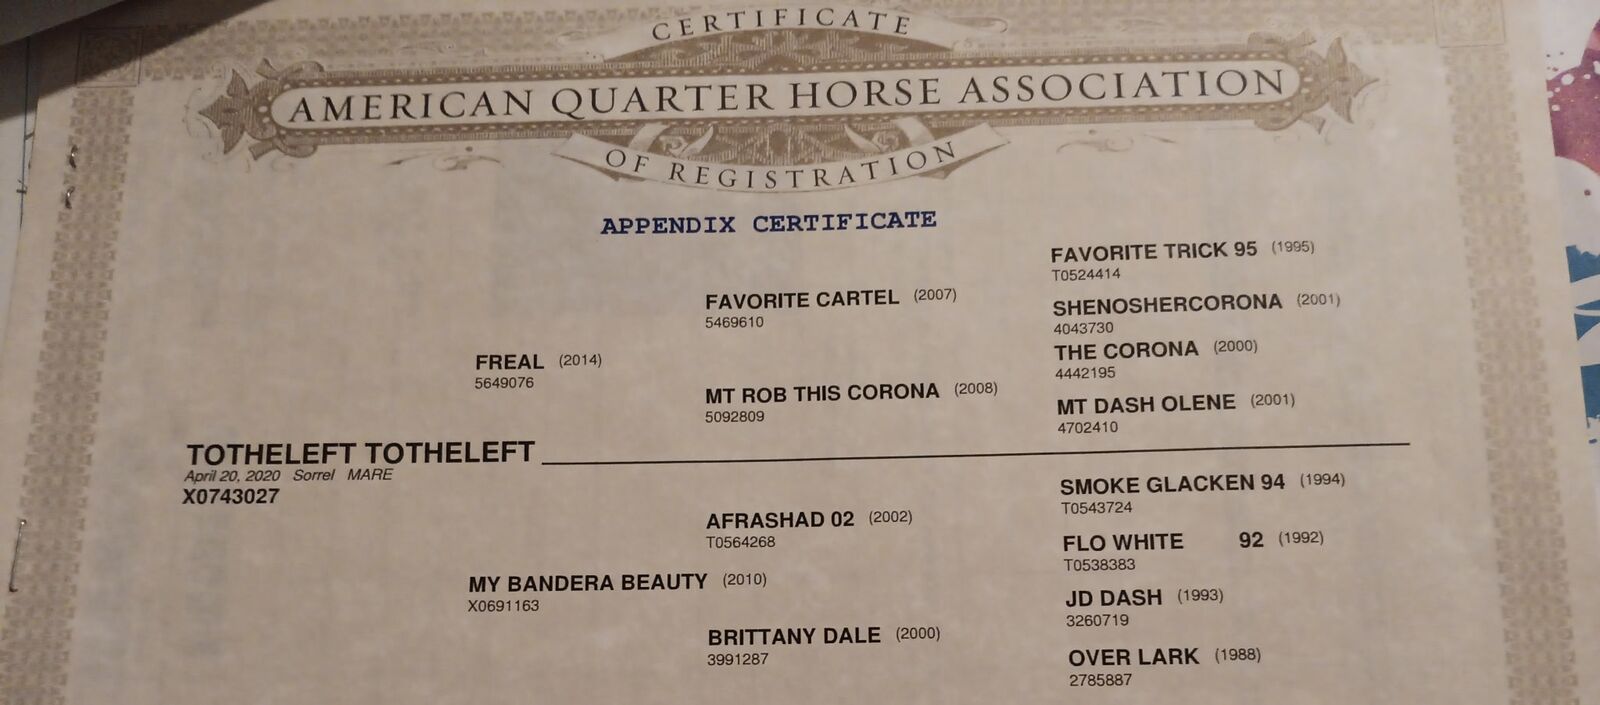 CERTIFICATE
AMERICAN QUARTER HORSE ASSOCIATION
OF REGISTRATION
APPENDIX CERTIFICATE
FAVORITE TRICK 95 (1995)
T0524414
FAVORITE CARTEL (2007)
5469610
SHENOSHERCORONA (2001)
4043730
FREAL (2014)
5649076
THE CORONA (2000)
4442195
MT ROB THIS CORONA (2008)
5092809
MT DASH OLENE (2001)
4702410
TOTHELEFT TOTHELEFT
April 20, 2020 Sorrel MARE
X0743027
SMOKE GLACKEN 94 (1994)
T0543724
AFRASHAD 02 (2002)
T0564268
FLO WHITE 92 (1992)
T0538383
MY BANDERA BEAUTY (2010)
X0691163
JD DASH (1993)
3260719
BRITTANY DALE (2000)
3991287
OVER LARK (1988)
2785887